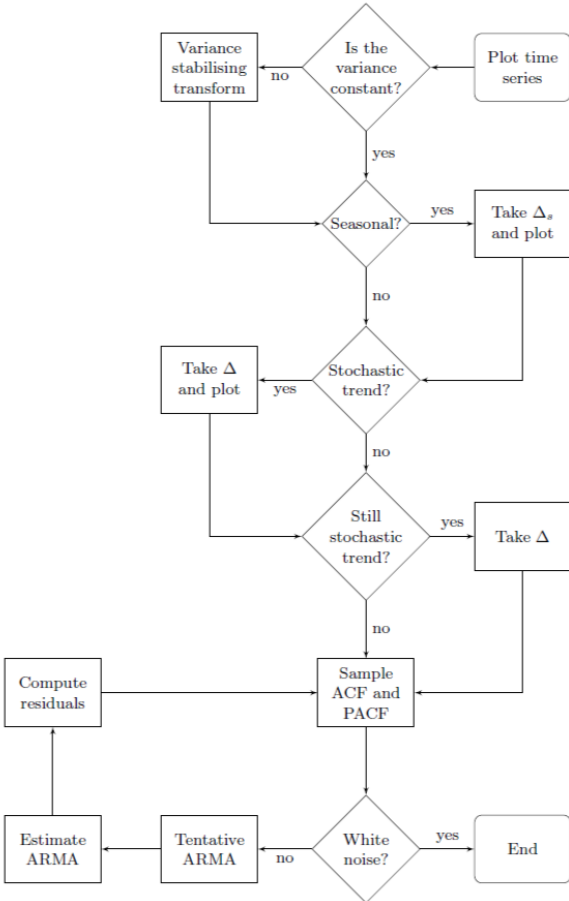 Variance
stabilising
transform
no
Is the
variance
constant?
Plot time
series
yes
Seasonal?
yes
Take Δₛ
and plot
no
Take Δ
and plot
yes
Stochastic
trend?
no
Still
stochastic
trend?
yes
Take Δ
no
Compute
residuals
Sample
ACF and
PACF
Estimate
ARMA
Tentative
ARMA
no
White
noise?
yes
End